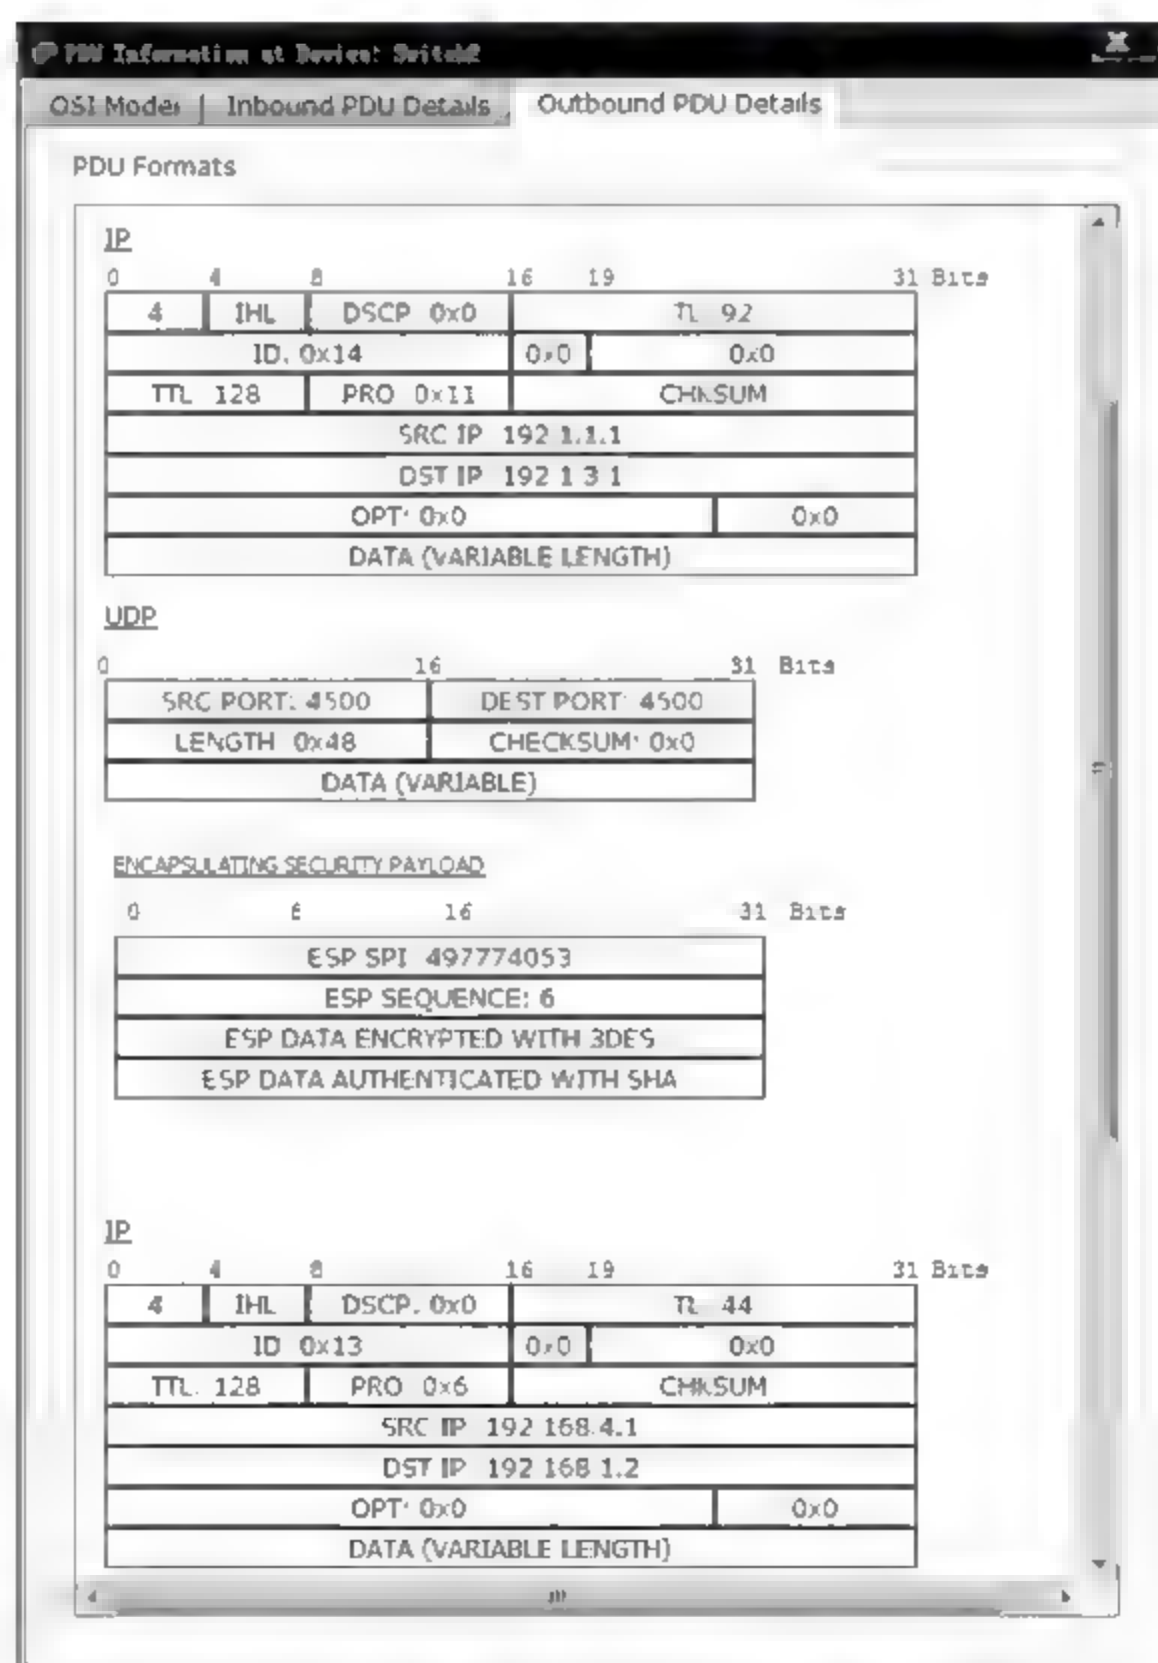 PDU Information at Device: Switch2
OSI Model | Inbound PDU Details Outbound PDU Details
PDU Formats
IP
0 4 8 16 19 31 Bits
4 IHL DSCP 0x0 TL 92
ID. 0x14 0x0 0x0
TTL 128 PRO 0x11 CHKSUM
SRC IP 192 1.1.1
DST IP 192 1 3 1
OPT: 0x0 0x0
DATA (VARIABLE LENGTH)
UDP
0 16 31 Bits
SRC PORT: 4500 DEST PORT: 4500
LENGTH 0x48 CHECKSUM: 0x0
DATA (VARIABLE)
ENCAPSULATING SECURITY PAYLOAD
0 8 16 31 Bits
ESP SPI 497774053
ESP SEQUENCE: 6
ESP DATA ENCRYPTED WITH 3DES
ESP DATA AUTHENTICATED WITH SHA
IP
0 4 8 16 19 31 Bits
4 IHL DSCP. 0x0 TL 44
ID 0x13 0x0 0x0
TTL. 128 PRO 0x6 CHKSUM
SRC IP 192 168.4.1
DST IP 192 168 1.2
OPT: 0x0 0x0
DATA (VARIABLE LENGTH)